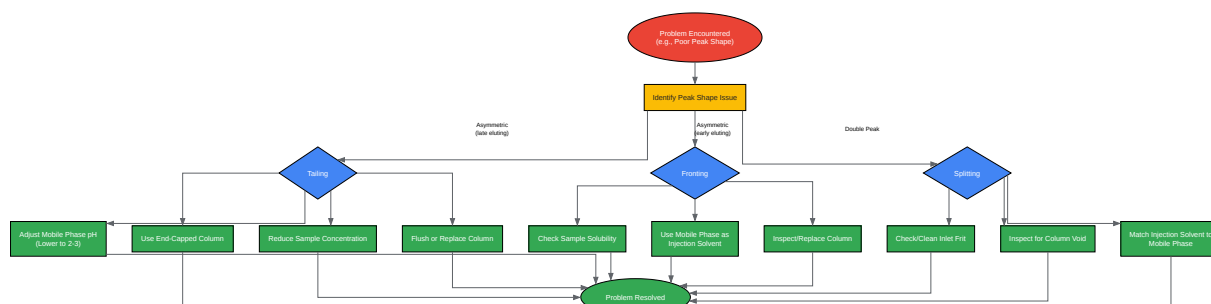 Problem Encountered
(e.g., Poor Peak Shape)
Identify Peak Shape Issue
Asymmetric
(late eluting)
Asymmetric
(early eluting)
Double Peak
Tailing
Fronting
Splitting
Adjust Mobile Phase pH
(Lower to 2-3)
Use End-Capped Column
Reduce Sample Concentration
Flush or Replace Column
Check Sample Solubility
Use Mobile Phase as
Injection Solvent
Inspect/Replace Column
Check/Clean Inlet Frit
Inspect for Column Void
Match Injection Solvent to
Mobile Phase
Problem Resolved